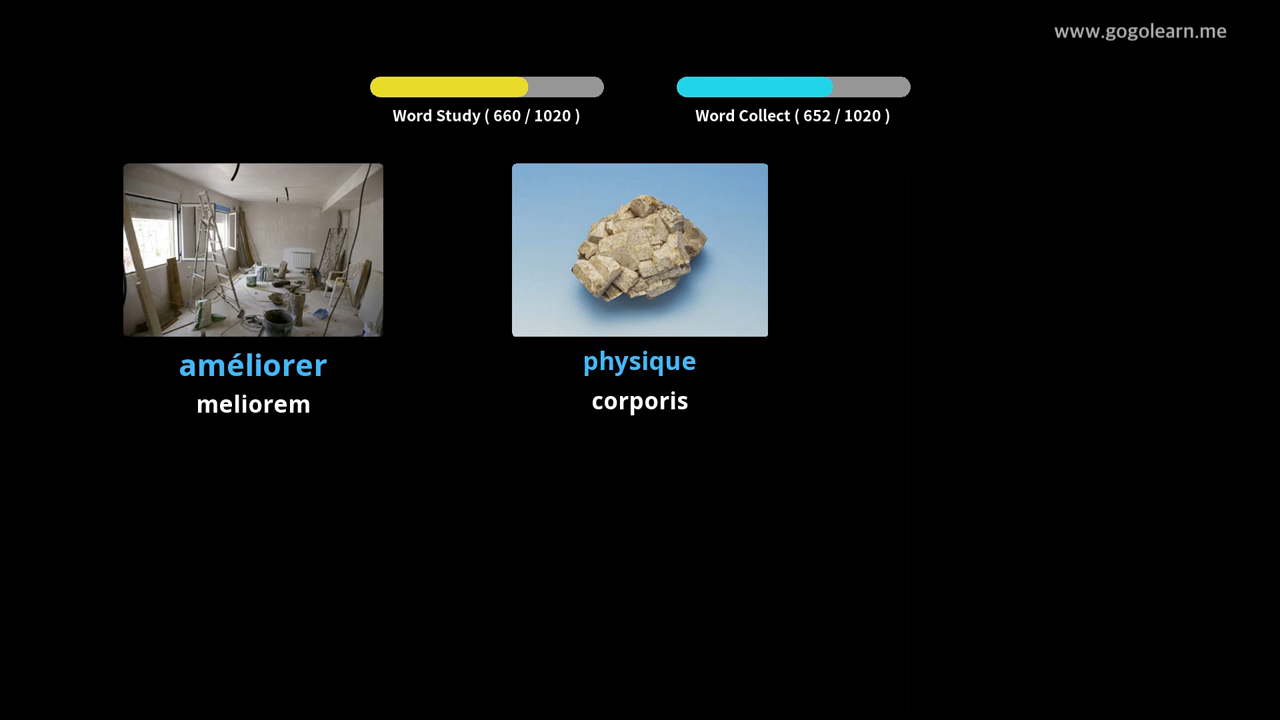 www.gogolearn.me
Word Study ( 660 / 1020 )
Word Collect ( 652 / 1020 )
améliorer
meliorem
physique
corporis